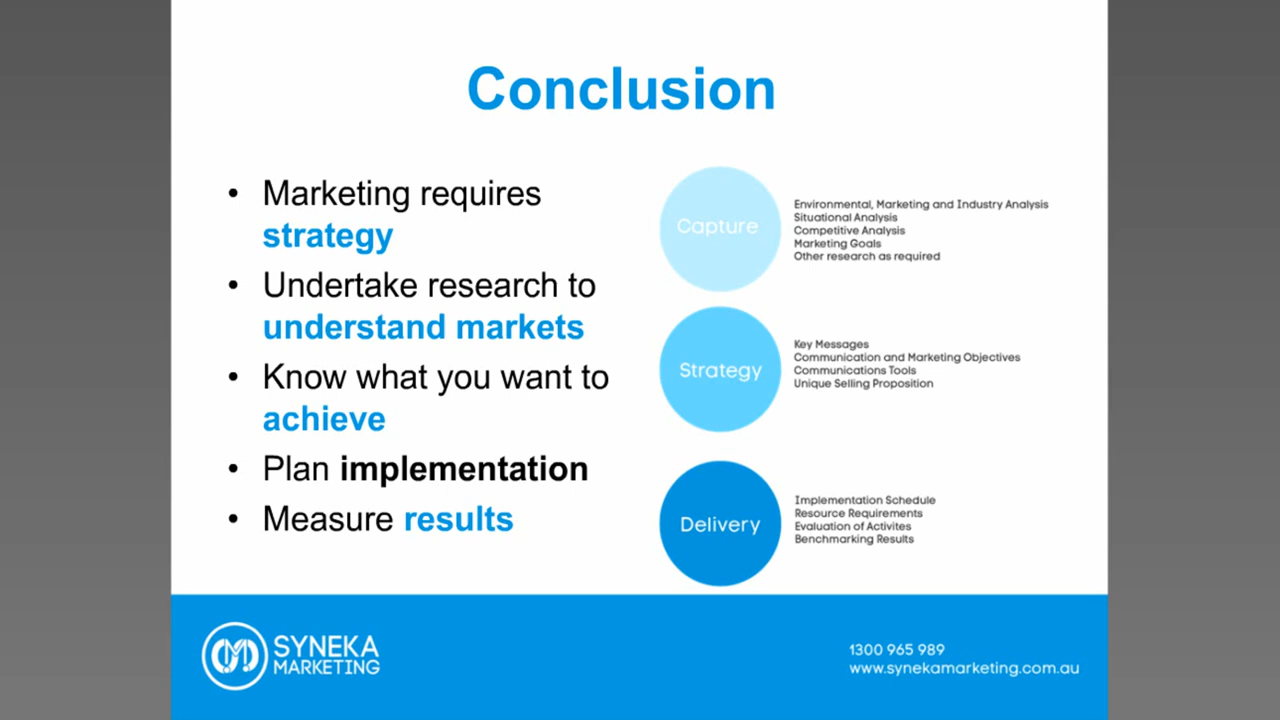 Conclusion
• Marketing requires
strategy
• Undertake research to
understand markets
• Know what you want to
achieve
• Plan implementation
• Measure results
Capture
Environmental, Marketing and Industry Analysis
Situational Analysis
Competitive Analysis
Marketing Goals
Other research as required
Strategy
Key Messages
Communication and Marketing Objectives
Communications Tools
Unique Selling Proposition
Delivery
Implementation Schedule
Resource Requirements
Evaluation of Activites
Benchmarking Results
SYNEKA
MARKETING
1300 965 989
www.synekamarketing.com.au